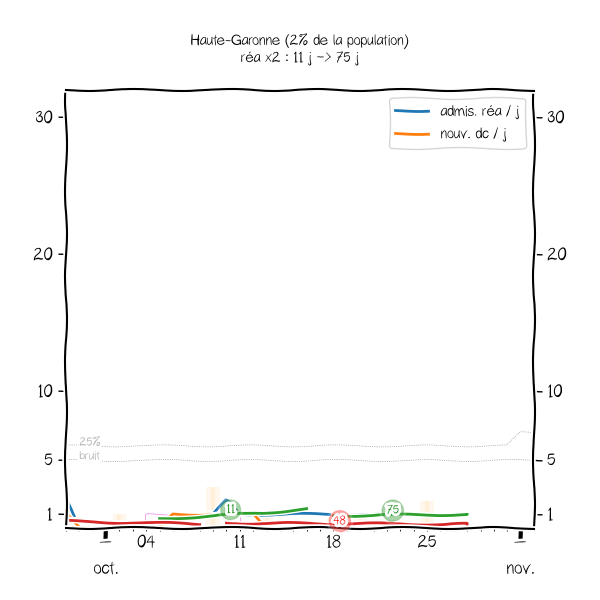 Haute-Garonne (2% de la population)
réa x2 : 11 j -> 75 j
admis. réa / j
nouv. dc / j
30
30
20
20
10
10
25%
bruit
5
5
1
1
11
48
75
04
11
18
25
oct.
nov.